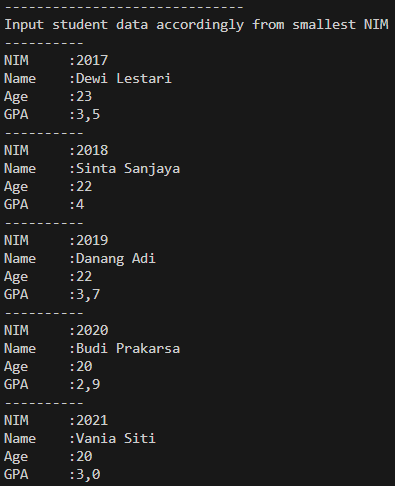 ------------------------------
Input student data accordingly from smallest NIM
----------
NIM     :2017
Name    :Dewi Lestari
Age     :23
GPA     :3,5
----------
NIM     :2018
Name    :Sinta Sanjaya
Age     :22
GPA     :4
----------
NIM     :2019
Name    :Danang Adi
Age     :22
GPA     :3,7
----------
NIM     :2020
Name    :Budi Prakarsa
Age     :20
GPA     :2,9
----------
NIM     :2021
Name    :Vania Siti
Age     :20
GPA     :3,0